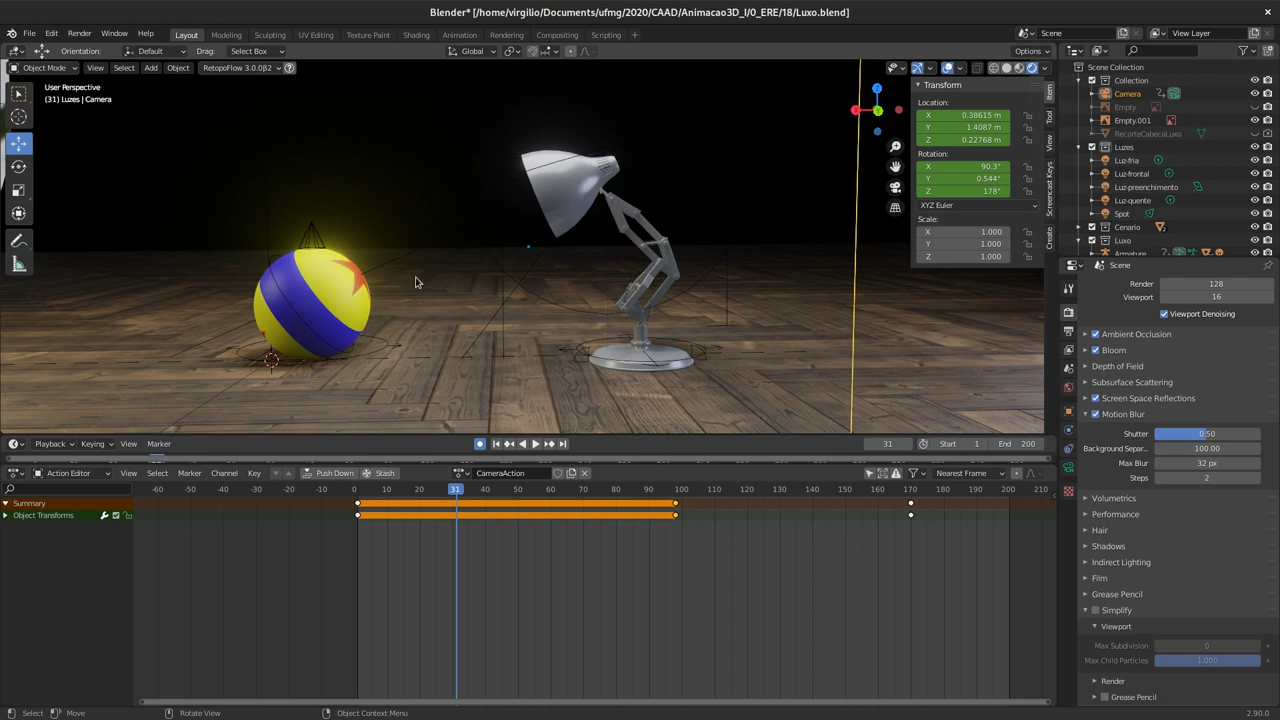 Blender* [/home/virgilio/Documents/ufmg/2020/CAAD/Animacao3D_I/0_ERE/18/Luxo.blend]
File Edit Render Window Help Layout Modeling Sculpting UV Editing Texture Paint Shading Animation Rendering Compositing Scripting Scene View Layer
Orientation: Default Drag: Select Box Global Options
Object Mode View Select Add Object RetopoFlow 3.0.0β2
User Perspective
(31) Luzes | Camera
Transform
Location:
X 0.38615 m
Y 1.4087 m
Z 0.22768 m
Rotation:
X 90.3°
Y 0.544°
Z 178°
XYZ Euler
Scale:
X 1.000
Y 1.000
Z 1.000
Item
Tool
View
Screencast Keys
Create
X
Y
Z
Scene Collection
Collection
Camera
Empty
Empty.001
RecorteCabecaLuxo
Luzes
Luz-fria
Luz-frontal
Luz-preenchimento
Luz-quente
Spot
Cenario
Luxo
Armature
Scene
Render 128
Viewport 16
Viewport Denoising
Ambient Occlusion
Bloom
Depth of Field
Subsurface Scattering
Screen Space Reflections
Motion Blur
Shutter 0.50
Background Separ... 100.00
Max Blur 32 px
Steps 2
Volumetrics
Performance
Hair
Shadows
Indirect Lighting
Film
Grease Pencil
Simplify
Viewport
Max Subdivision 0
Max Child Particles 1.000
Render
Grease Pencil
Playback Keying View Marker 31 Start 1 End 200
Action Editor View Select Marker Channel Key Push Down Stash CameraAction Nearest Frame
-60 -50 -40 -30 -20 -10 0 10 20 31 40 50 60 70 80 90 100 110 120 130 140 150 160 170 180 190 200 210
Summary
Object Transforms
Select Move Rotate View Object Context Menu 2.90.0